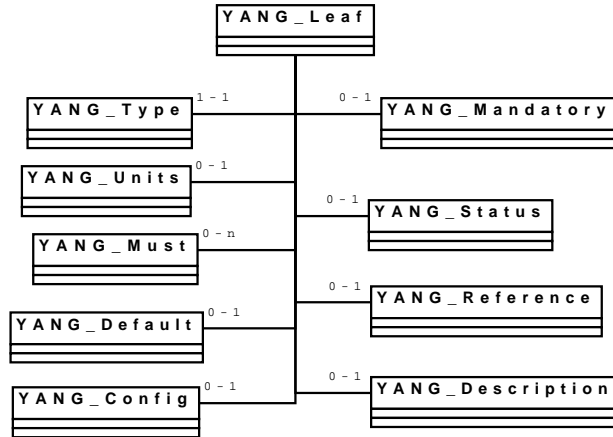 YANG_Leaf
1-1
YANG_Type
0-1
YANG_Mandatory
0-1
YANG_Units
0-1
YANG_Status
0-n
YANG_Must
0-1
YANG_Reference
0-1
YANG_Default
0-1
YANG_Config
0-1
YANG_Description